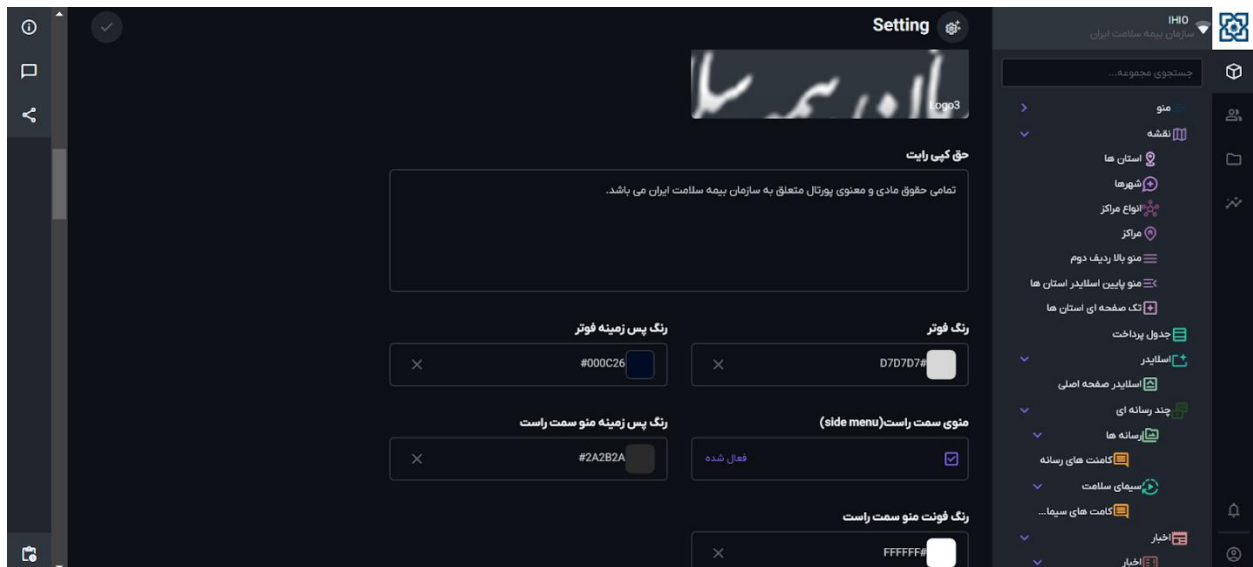 IHIO
سازمان بیمه سلامت ایران
جستجوی مجموعه...
منو
نقشه
استان ها
شهرها
انواع مراکز
مراکز
منو بالا ردیف دوم
منو پایین اسلایدر استان ها
تک صفحه ای استان ها
جدول پرداخت
اسلایدر
اسلایدر صفحه اصلی
چند رسانه ای
رسانه ها
کامنت های رسانه
سیمای سلامت
کامت های سیما...
اخبار
اخبار
Setting
Logo3
حق کپی رایت
تمامی حقوق مادی و معنوی پورتال متعلق به سازمان بیمه سلامت ایران می باشد.
رنگ فوتر
#D7D7D7
رنگ پس زمینه فوتر
#000C26
منوی سمت راست(side menu)
فعال شده
رنگ پس زمینه منو سمت راست
#2A2B2A
رنگ فونت منو سمت راست
#FFFFFF